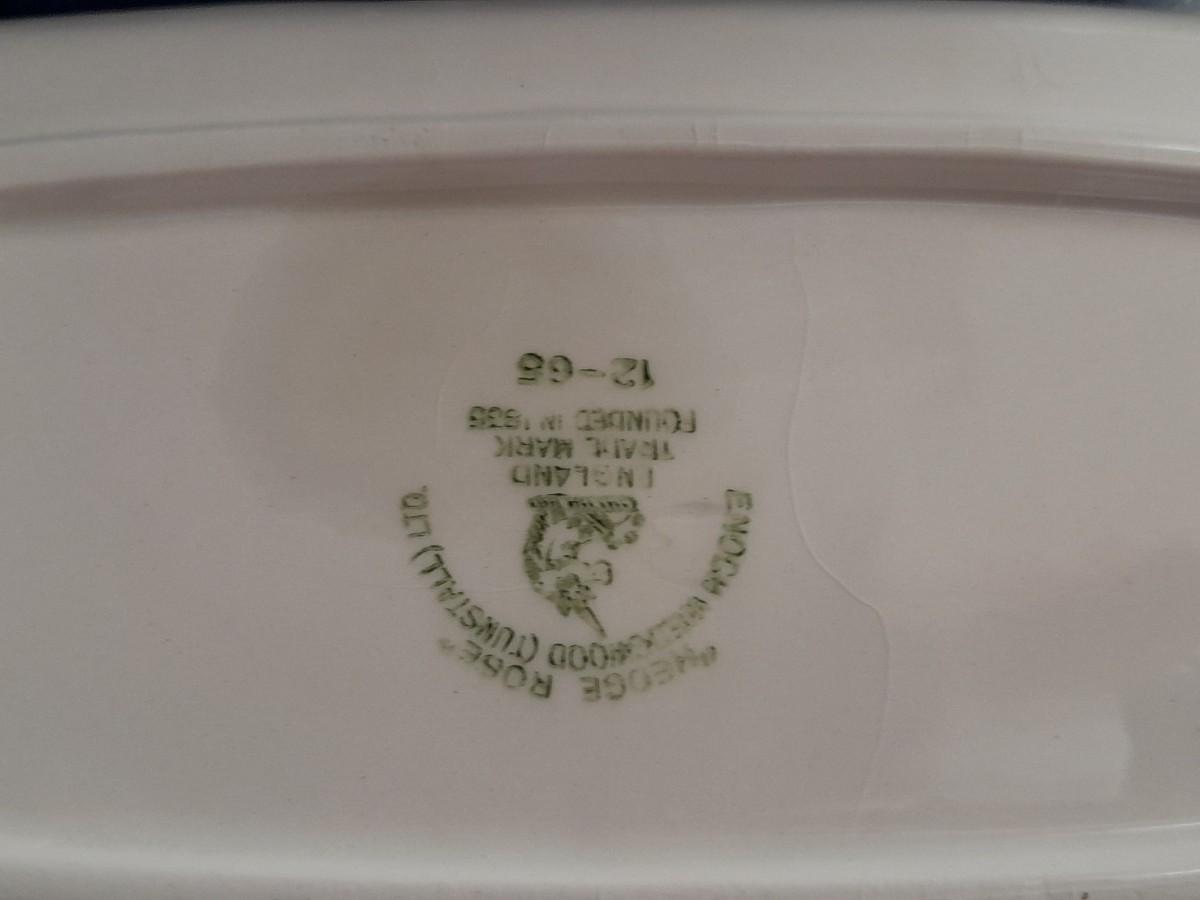 "HEDGE ROSE"
ENOCH WEDGWOOD (TUNSTALL) LTD.
ENGLAND
TRADE MARK
FOUNDED IN 1835
12-65